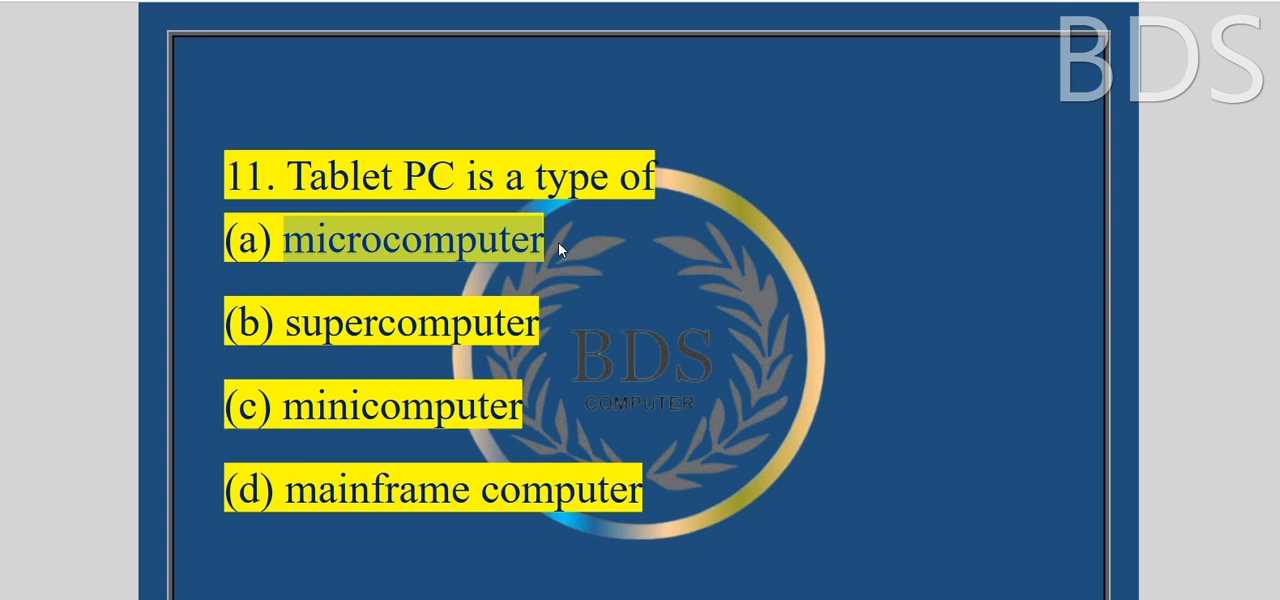 BDS
11. Tablet PC is a type of
(a) microcomputer
(b) supercomputer
BDS
COMPUTER
(c) minicomputer
(d) mainframe computer